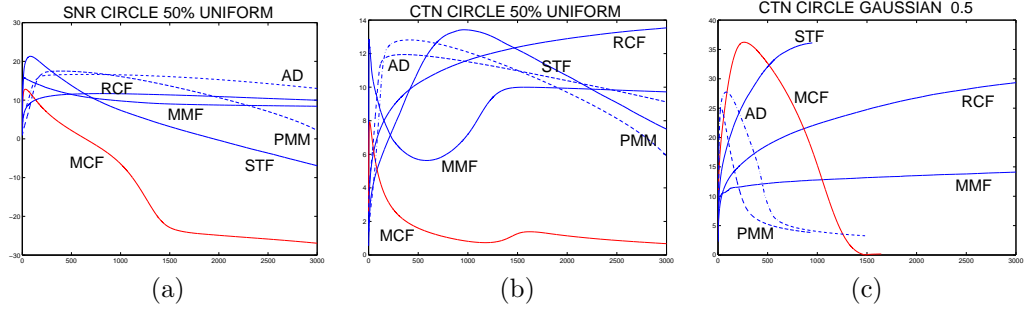 SNR CIRCLE 50% UNIFORM
30
20
10
0
−10
−20
−30
0 500 1000 1500 2000 2500 3000
AD
RCF
MMF
PMM
MCF
STF
(a)
CTN CIRCLE 50% UNIFORM
14
12
10
8
6
4
2
0
0 500 1000 1500 2000 2500 3000
RCF
AD
STF
PMM
MMF
MCF
(b)
CTN CIRCLE GAUSSIAN 0.5
40
35
30
25
20
15
10
5
0
0 500 1000 1500 2000 2500 3000
STF
MCF
RCF
AD
MMF
PMM
(c)